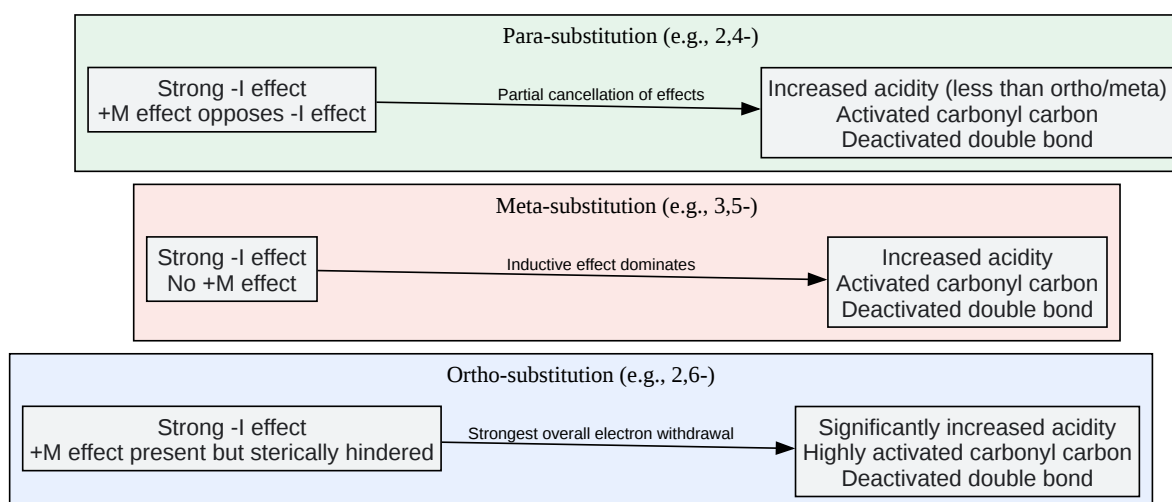 Para-substitution (e.g., 2,4-)
Strong -I effect
+M effect opposes -I effect
Partial cancellation of effects
Increased acidity (less than ortho/meta)
Activated carbonyl carbon
Deactivated double bond
Meta-substitution (e.g., 3,5-)
Strong -I effect
No +M effect
Inductive effect dominates
Increased acidity
Activated carbonyl carbon
Deactivated double bond
Ortho-substitution (e.g., 2,6-)
Strong -I effect
+M effect present but sterically hindered
Strongest overall electron withdrawal
Significantly increased acidity
Highly activated carbonyl carbon
Deactivated double bond